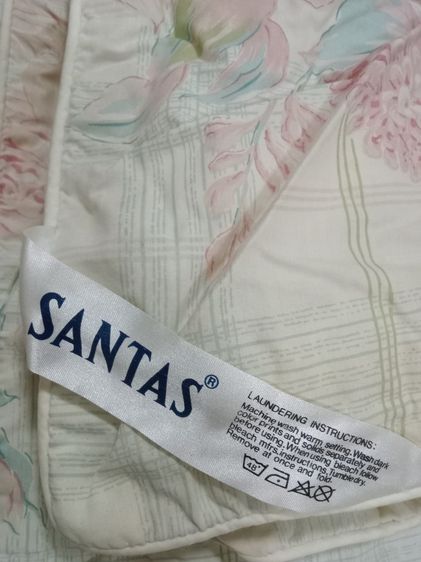 SANTAS®
LAUNDERING INSTRUCTIONS:
Machine wash warm setting. Wash dark
color prints and solids separately and
before using. When using bleach follow
bleach mfrs. instructions. Tumble dry.
Remove at once and fold.
48°